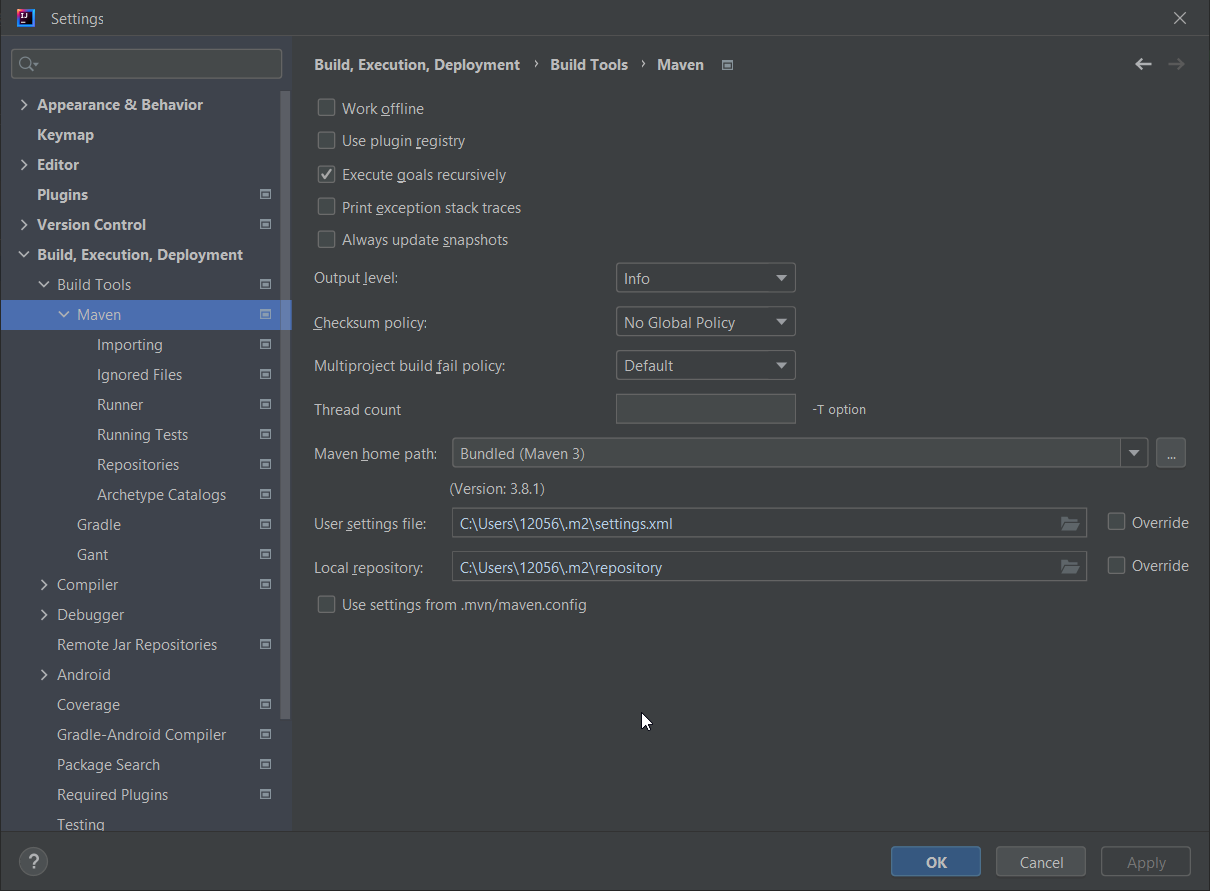 Settings
Build, Execution, Deployment › Build Tools › Maven
Appearance & Behavior
Keymap
Editor
Plugins
Version Control
Build, Execution, Deployment
Build Tools
Maven
Importing
Ignored Files
Runner
Running Tests
Repositories
Archetype Catalogs
Gradle
Gant
Compiler
Debugger
Remote Jar Repositories
Android
Coverage
Gradle-Android Compiler
Package Search
Required Plugins
Testing
Work offline
Use plugin registry
Execute goals recursively
Print exception stack traces
Always update snapshots
Output level: Info
Checksum policy: No Global Policy
Multiproject build fail policy: Default
Thread count -T option
Maven home path: Bundled (Maven 3) ...
(Version: 3.8.1)
User settings file: C:\Users\12056\.m2\settings.xml Override
Local repository: C:\Users\12056\.m2\repository Override
Use settings from .mvn/maven.config
? OK Cancel Apply